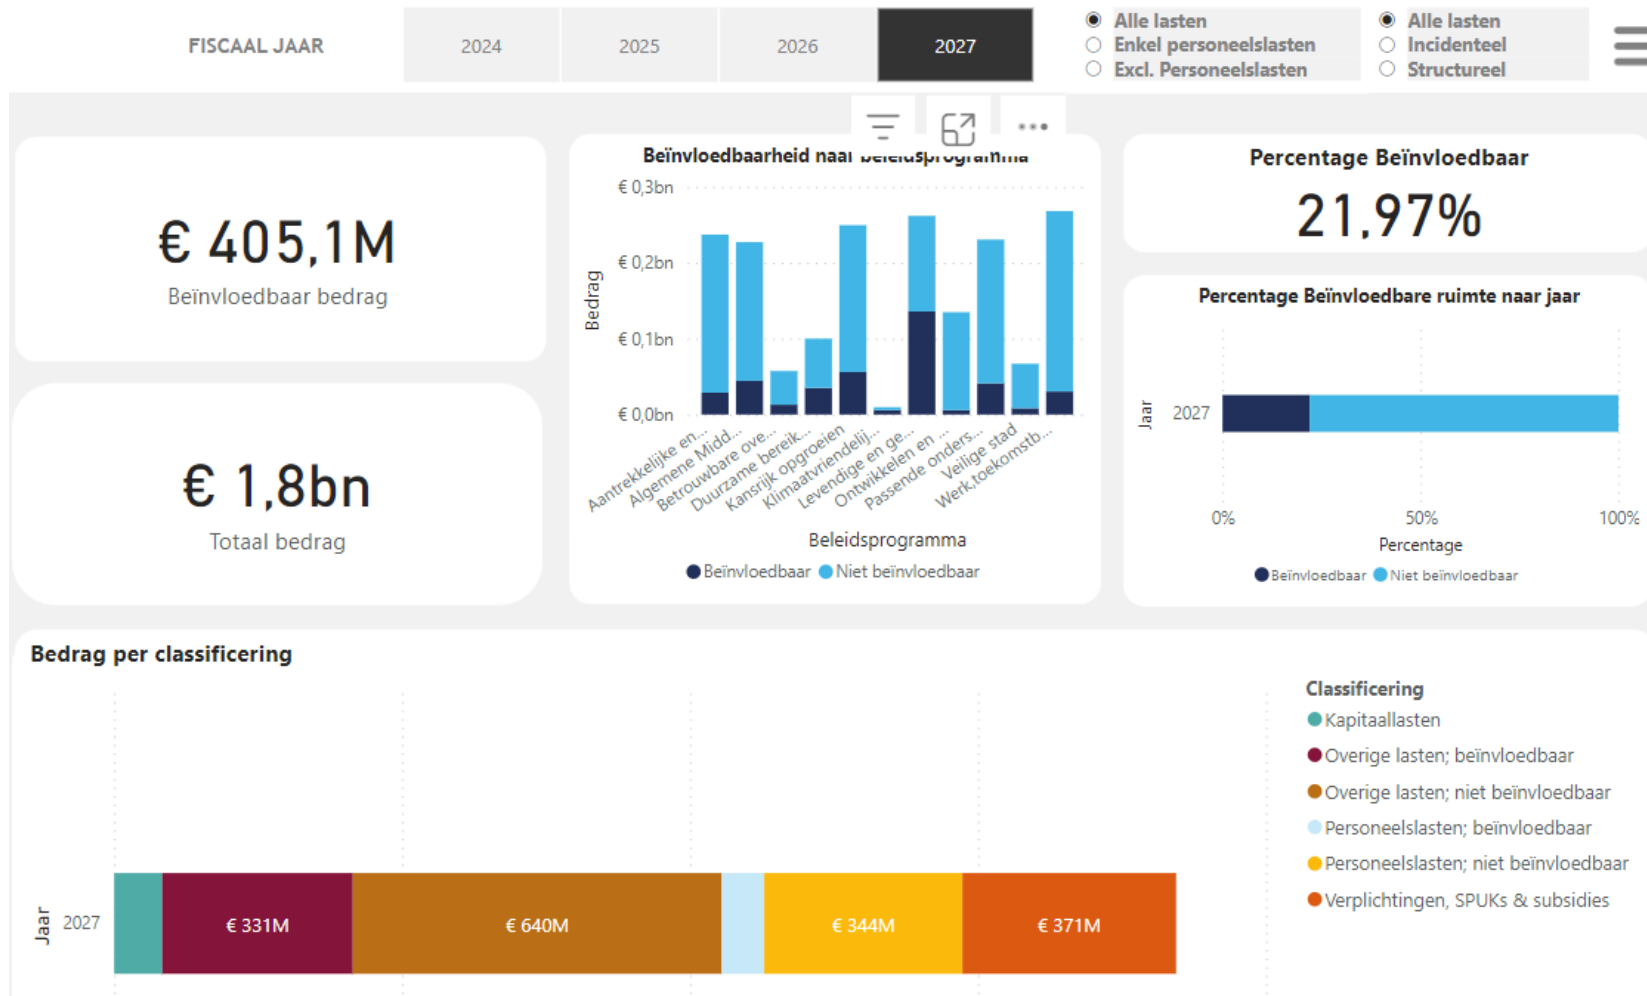 FISCAAL JAAR
2024
2025
2026
2027
Alle lasten
Enkel personeelslasten
Excl. Personeelslasten
Alle lasten
Incidenteel
Structureel
€ 405,1M
Beïnvloedbaar bedrag
€ 1,8bn
Totaal bedrag
Beïnvloedbaarheid naar beleidsprogramma
Bedrag
€ 0,3bn
€ 0,2bn
€ 0,1bn
€ 0,0bn
Aantrekkelijke en...
Algemene Midd...
Betrouwbare ove...
Duurzame bereik...
Kansrijk opgroeien
Klimaatvriendelij...
Levendige en ge...
Ontwikkelen en ...
Passende onders...
Veilige stad
Werk,toekomstb...
Beleidsprogramma
Beïnvloedbaar Niet beïnvloedbaar
Percentage Beïnvloedbaar
21,97%
Percentage Beïnvloedbare ruimte naar jaar
Jaar
2027
0% 50% 100%
Percentage
Beïnvloedbaar Niet beïnvloedbaar
Bedrag per classificering
Jaar
2027
€ 331M
€ 640M
€ 344M
€ 371M
Classificering
Kapitaallasten
Overige lasten; beïnvloedbaar
Overige lasten; niet beïnvloedbaar
Personeelslasten; beïnvloedbaar
Personeelslasten; niet beïnvloedbaar
Verplichtingen, SPUKs & subsidies